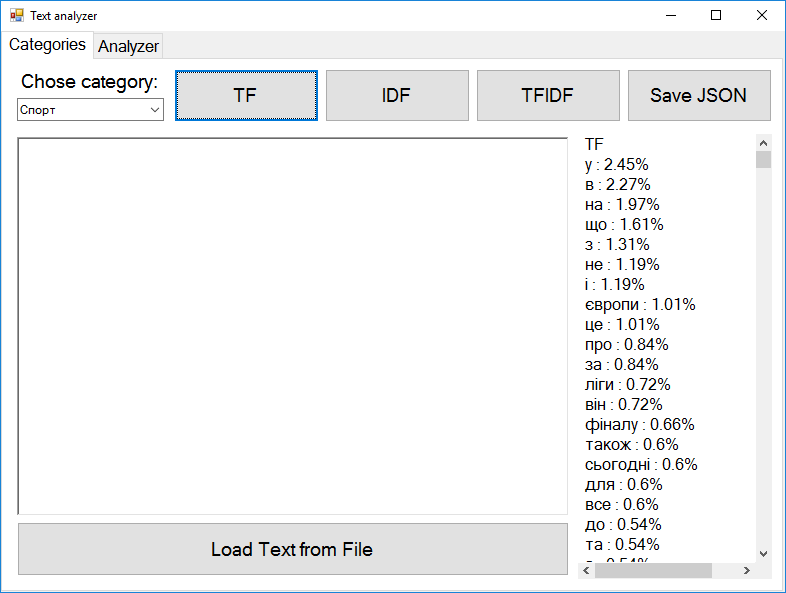 Text analyzer
Categories
Analyzer
Chose category:
Спорт
TF
IDF
TFIDF
Save JSON
TF
у : 2.45%
в : 2.27%
на : 1.97%
що : 1.61%
з : 1.31%
не : 1.19%
і : 1.19%
європи : 1.01%
це : 1.01%
про : 0.84%
за : 0.84%
ліги : 0.72%
він : 0.72%
фіналу : 0.66%
також : 0.6%
сьогодні : 0.6%
для : 0.6%
все : 0.6%
до : 0.54%
та : 0.54%
Load Text from File